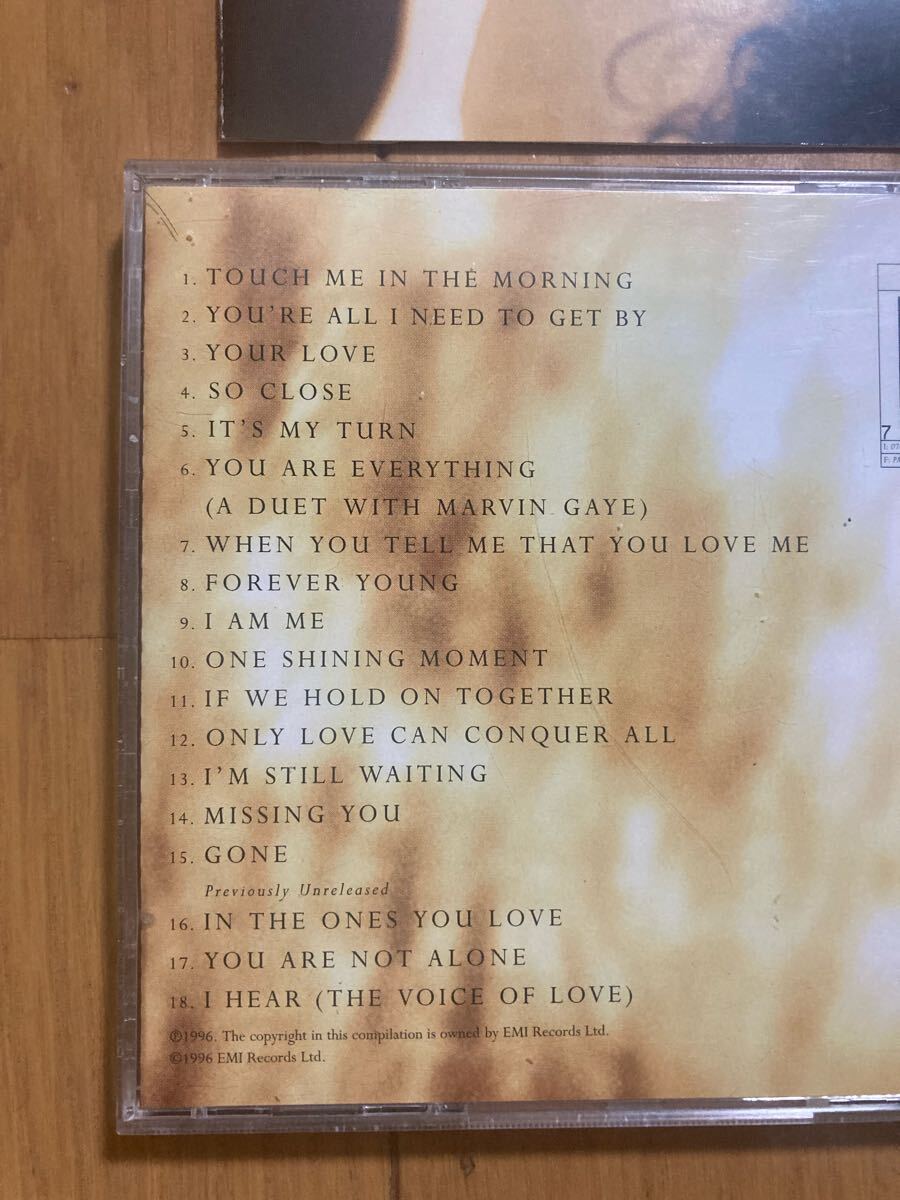 1. TOUCH ME IN THE MORNING
2. YOU'RE ALL I NEED TO GET BY
3. YOUR LOVE
4. SO CLOSE
5. IT'S MY TURN
6. YOU ARE EVERYTHING
(A DUET WITH MARVIN GAYE)
7. WHEN YOU TELL ME THAT YOU LOVE ME
8. FOREVER YOUNG
9. I AM ME
10. ONE SHINING MOMENT
11. IF WE HOLD ON TOGETHER
12. ONLY LOVE CAN CONQUER ALL
13. I'M STILL WAITING
14. MISSING YOU
15. GONE
Previously Unreleased
16. IN THE ONES YOU LOVE
17. YOU ARE NOT ALONE
18. I HEAR (THE VOICE OF LOVE)
℗1996. The copyright in this compilation is owned by EMI Records Ltd.
©1996 EMI Records Ltd.
7